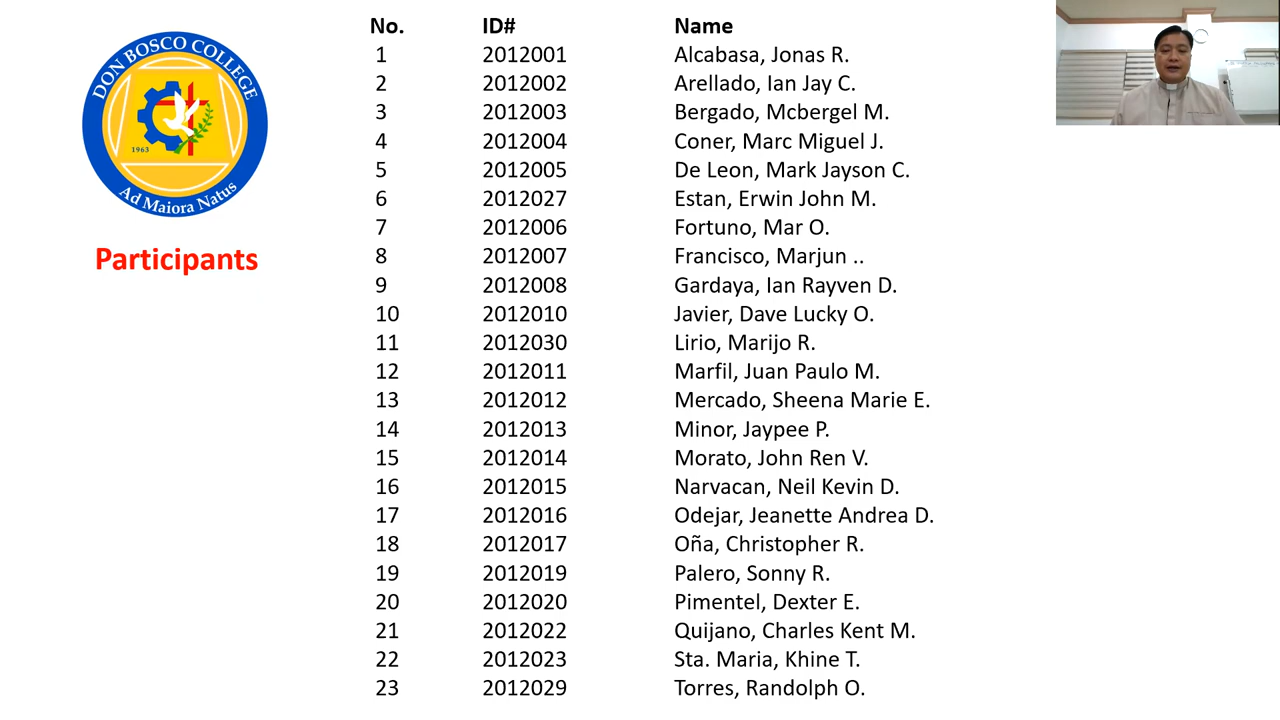 DON BOSCO COLLEGE
1963
Ad Maiora Natus
Participants
No. ID# Name
1 2012001 Alcabasa, Jonas R.
2 2012002 Arellado, Ian Jay C.
3 2012003 Bergado, Mcbergel M.
4 2012004 Coner, Marc Miguel J.
5 2012005 De Leon, Mark Jayson C.
6 2012027 Estan, Erwin John M.
7 2012006 Fortuno, Mar O.
8 2012007 Francisco, Marjun ..
9 2012008 Gardaya, Ian Rayven D.
10 2012010 Javier, Dave Lucky O.
11 2012030 Lirio, Marijo R.
12 2012011 Marfil, Juan Paulo M.
13 2012012 Mercado, Sheena Marie E.
14 2012013 Minor, Jaypee P.
15 2012014 Morato, John Ren V.
16 2012015 Narvacan, Neil Kevin D.
17 2012016 Odejar, Jeanette Andrea D.
18 2012017 Oña, Christopher R.
19 2012019 Palero, Sonny R.
20 2012020 Pimentel, Dexter E.
21 2012022 Quijano, Charles Kent M.
22 2012023 Sta. Maria, Khine T.
23 2012029 Torres, Randolph O.